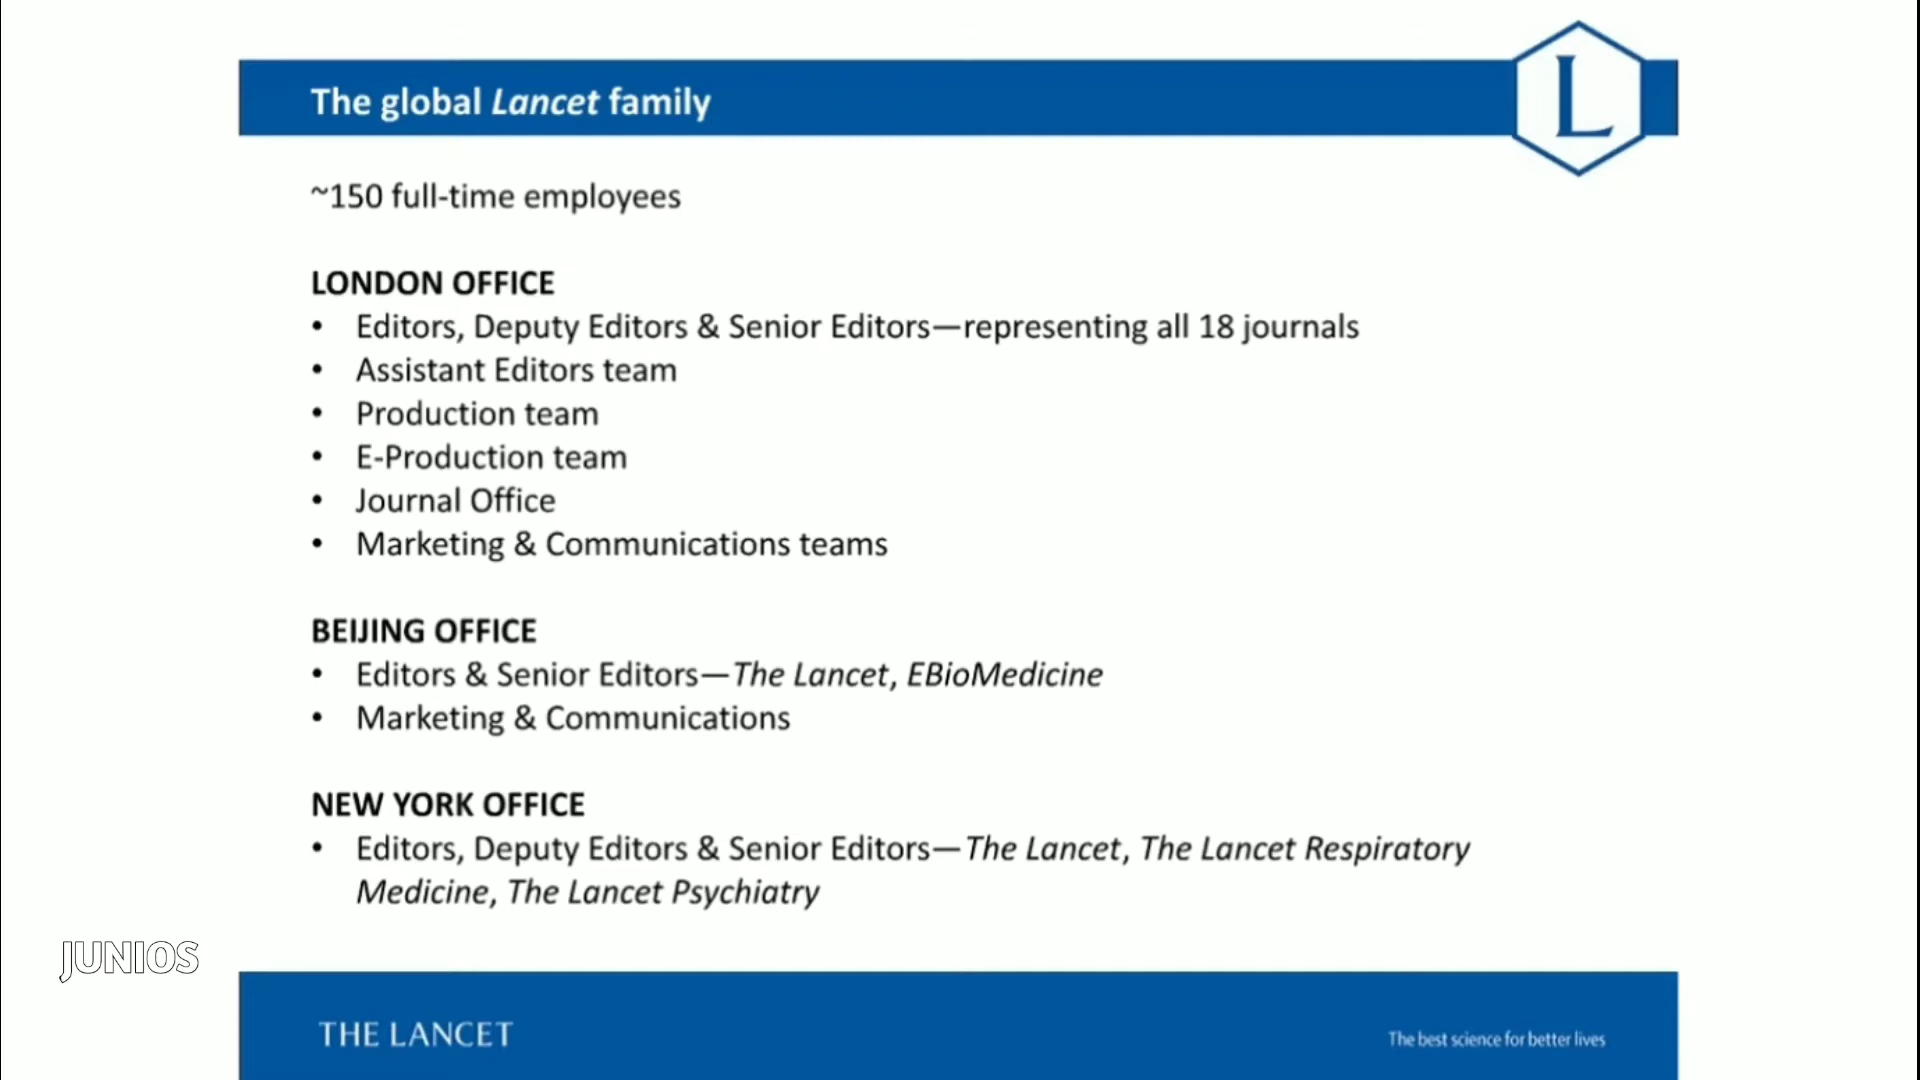 The global Lancet family
L
~150 full-time employees
LONDON OFFICE
• Editors, Deputy Editors & Senior Editors—representing all 18 journals
• Assistant Editors team
• Production team
• E-Production team
• Journal Office
• Marketing & Communications teams
BEIJING OFFICE
• Editors & Senior Editors—The Lancet, EBioMedicine
• Marketing & Communications
NEW YORK OFFICE
• Editors, Deputy Editors & Senior Editors—The Lancet, The Lancet Respiratory
Medicine, The Lancet Psychiatry
JUNIOS
THE LANCET
The best science for better lives